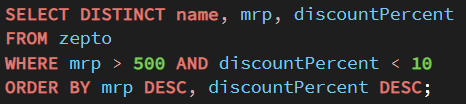 SELECT DISTINCT name, mrp, discountPercent
FROM zepto
WHERE mrp > 500 AND discountPercent < 10
ORDER BY mrp DESC, discountPercent DESC;